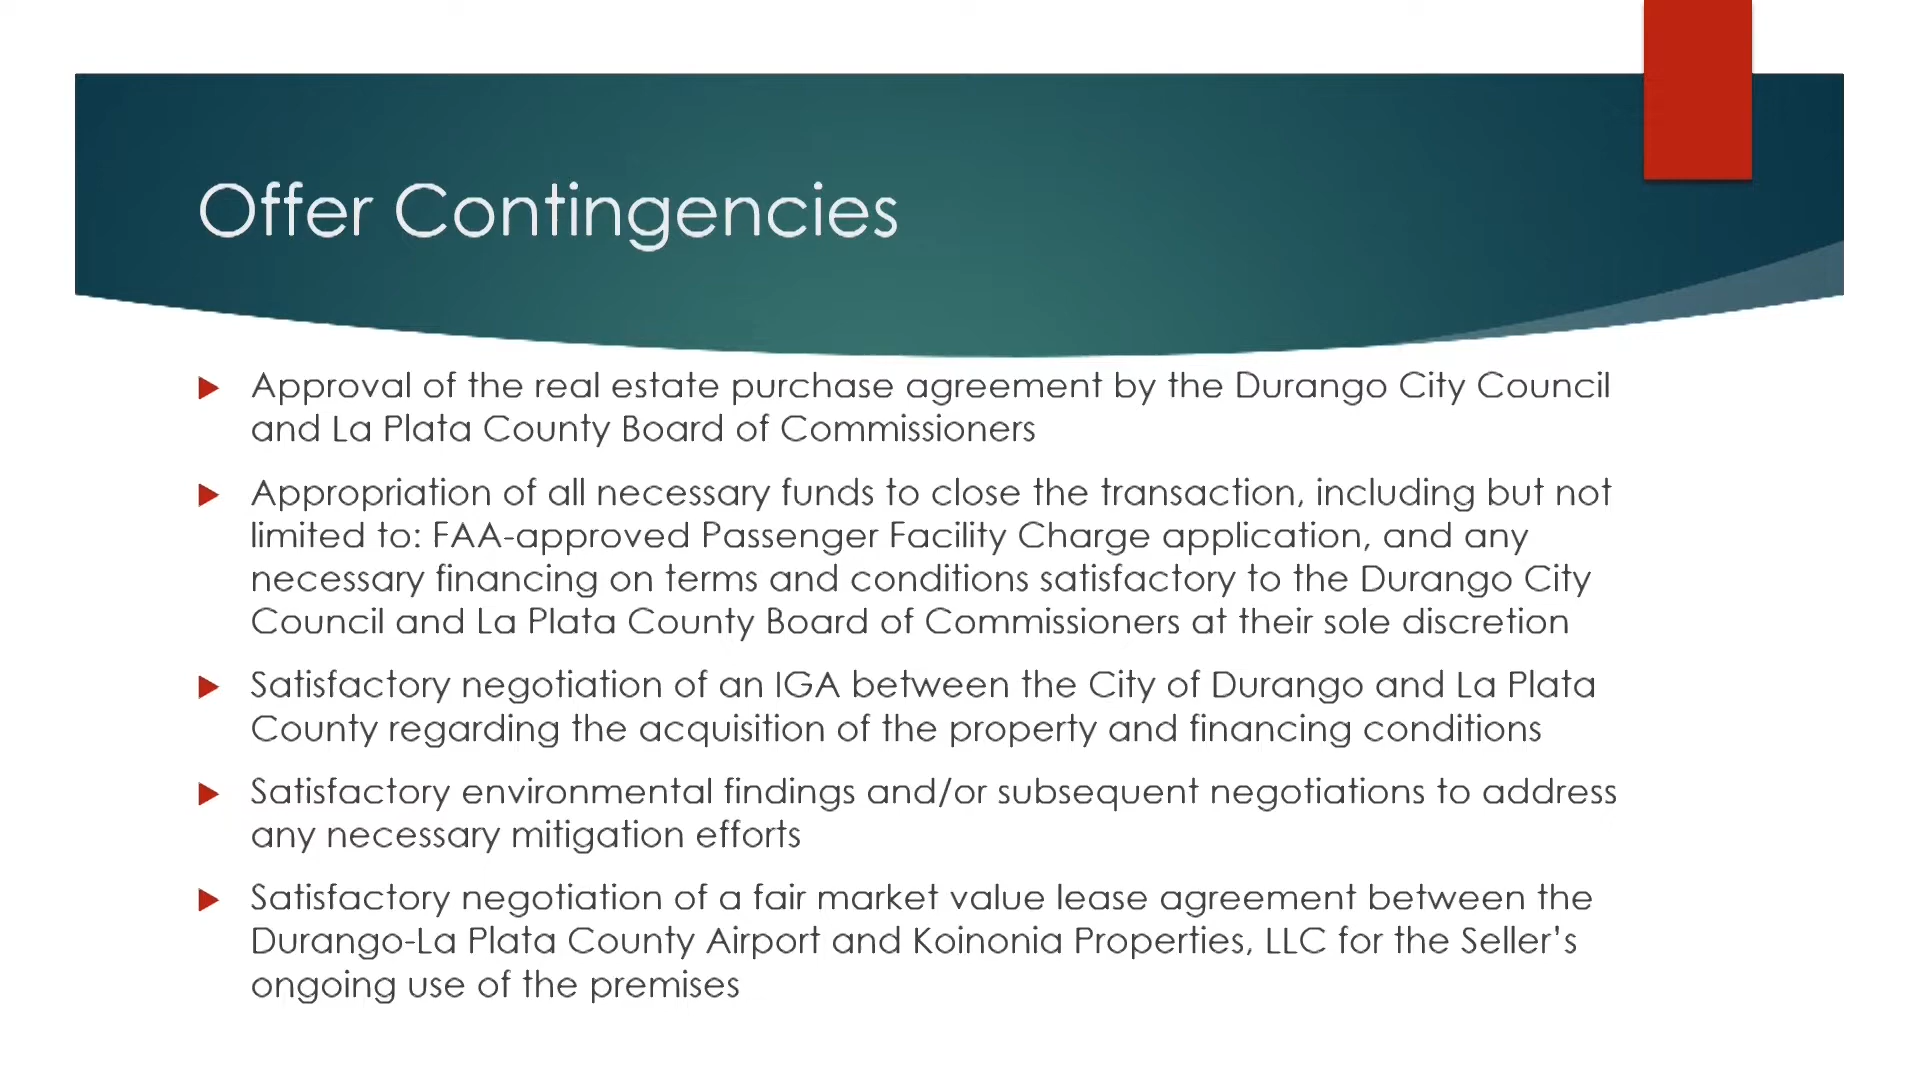 Offer Contingencies
Approval of the real estate purchase agreement by the Durango City Council
and La Plata County Board of Commissioners
Appropriation of all necessary funds to close the transaction, including but not
limited to: FAA-approved Passenger Facility Charge application, and any
necessary financing on terms and conditions satisfactory to the Durango City
Council and La Plata County Board of Commissioners at their sole discretion
Satisfactory negotiation of an IGA between the City of Durango and La Plata
County regarding the acquisition of the property and financing conditions
Satisfactory environmental findings and/or subsequent negotiations to address
any necessary mitigation efforts
Satisfactory negotiation of a fair market value lease agreement between the
Durango-La Plata County Airport and Koinonia Properties, LLC for the Seller’s
ongoing use of the premises